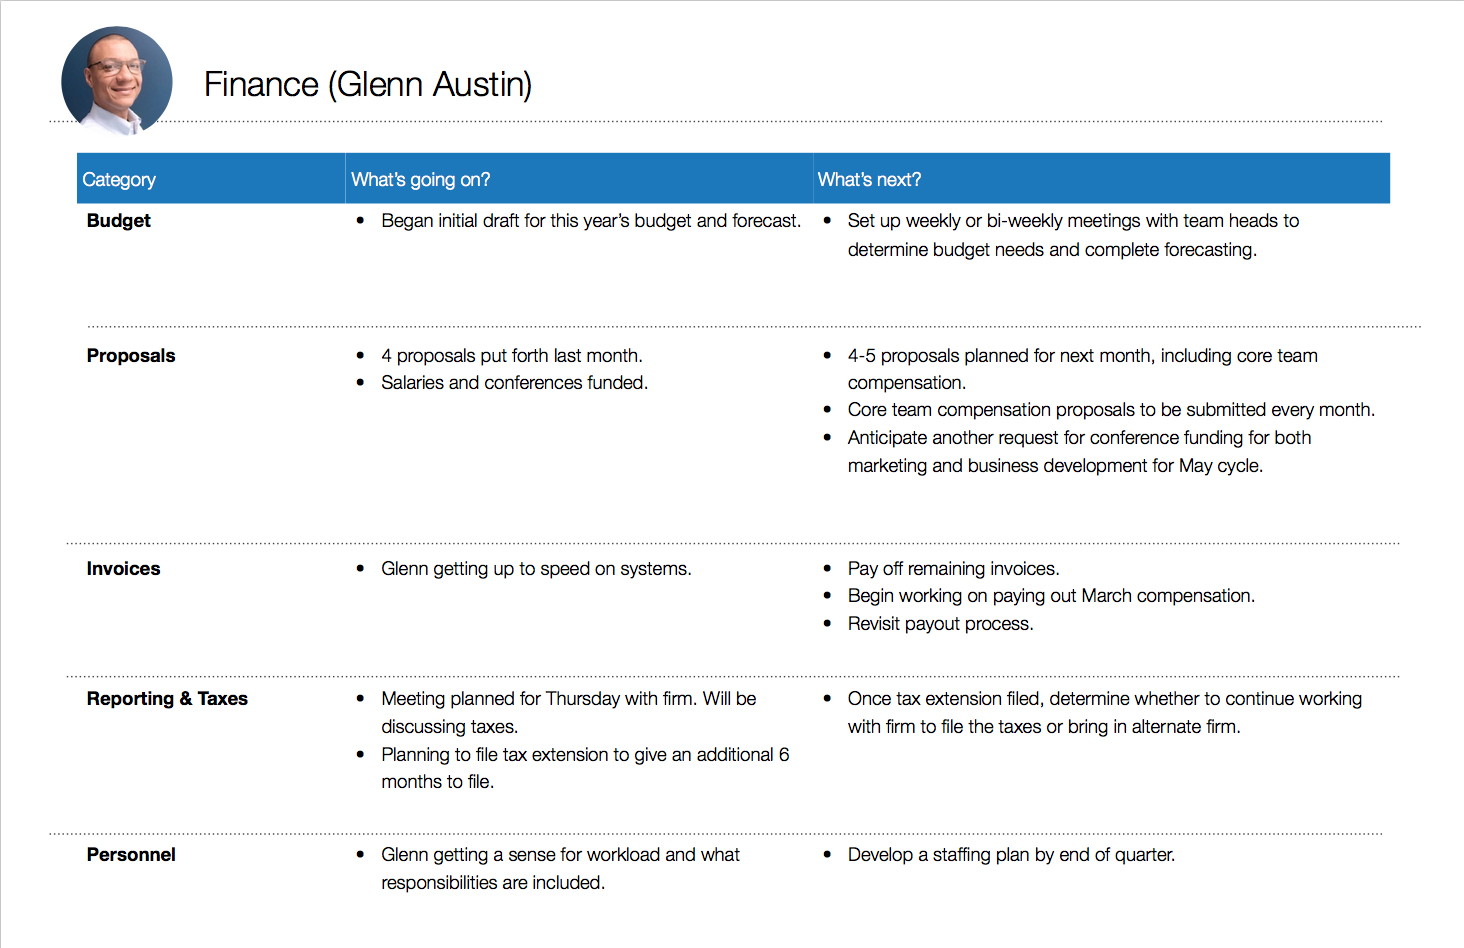 Finance (Glenn Austin)
Category
What's going on?
What's next?
Budget
• Began initial draft for this year's budget and forecast.
• Set up weekly or bi-weekly meetings with team heads to
determine budget needs and complete forecasting.
Proposals
• 4 proposals put forth last month.
• Salaries and conferences funded.
• 4-5 proposals planned for next month, including core team
compensation.
• Core team compensation proposals to be submitted every month.
• Anticipate another request for conference funding for both
marketing and business development for May cycle.
Invoices
• Glenn getting up to speed on systems.
• Pay off remaining invoices.
• Begin working on paying out March compensation.
• Revisit payout process.
Reporting & Taxes
• Meeting planned for Thursday with firm. Will be
discussing taxes.
• Planning to file tax extension to give an additional 6
months to file.
• Once tax extension filed, determine whether to continue working
with firm to file the taxes or bring in alternate firm.
Personnel
• Glenn getting a sense for workload and what
responsibilities are included.
• Develop a staffing plan by end of quarter.